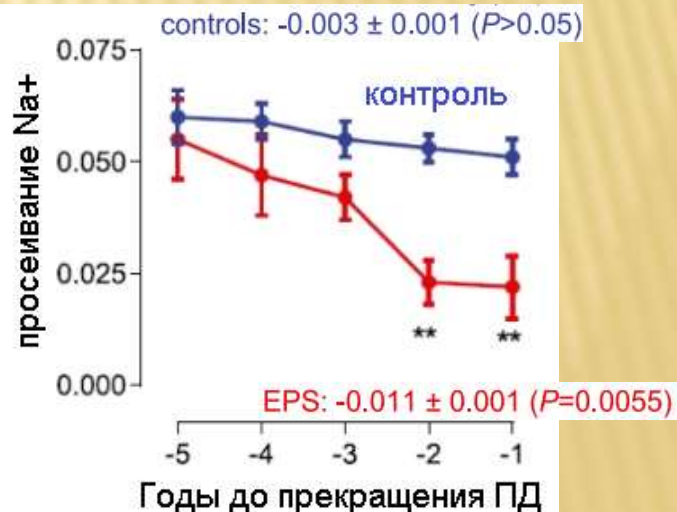 controls: -0.003 ± 0.001 (P>0.05)
0.075
контроль
0.050
просеивание Na+
0.025
** **
0.000
EPS: -0.011 ± 0.001 (P=0.0055)
-5 -4 -3 -2 -1
Годы до прекращения ПД